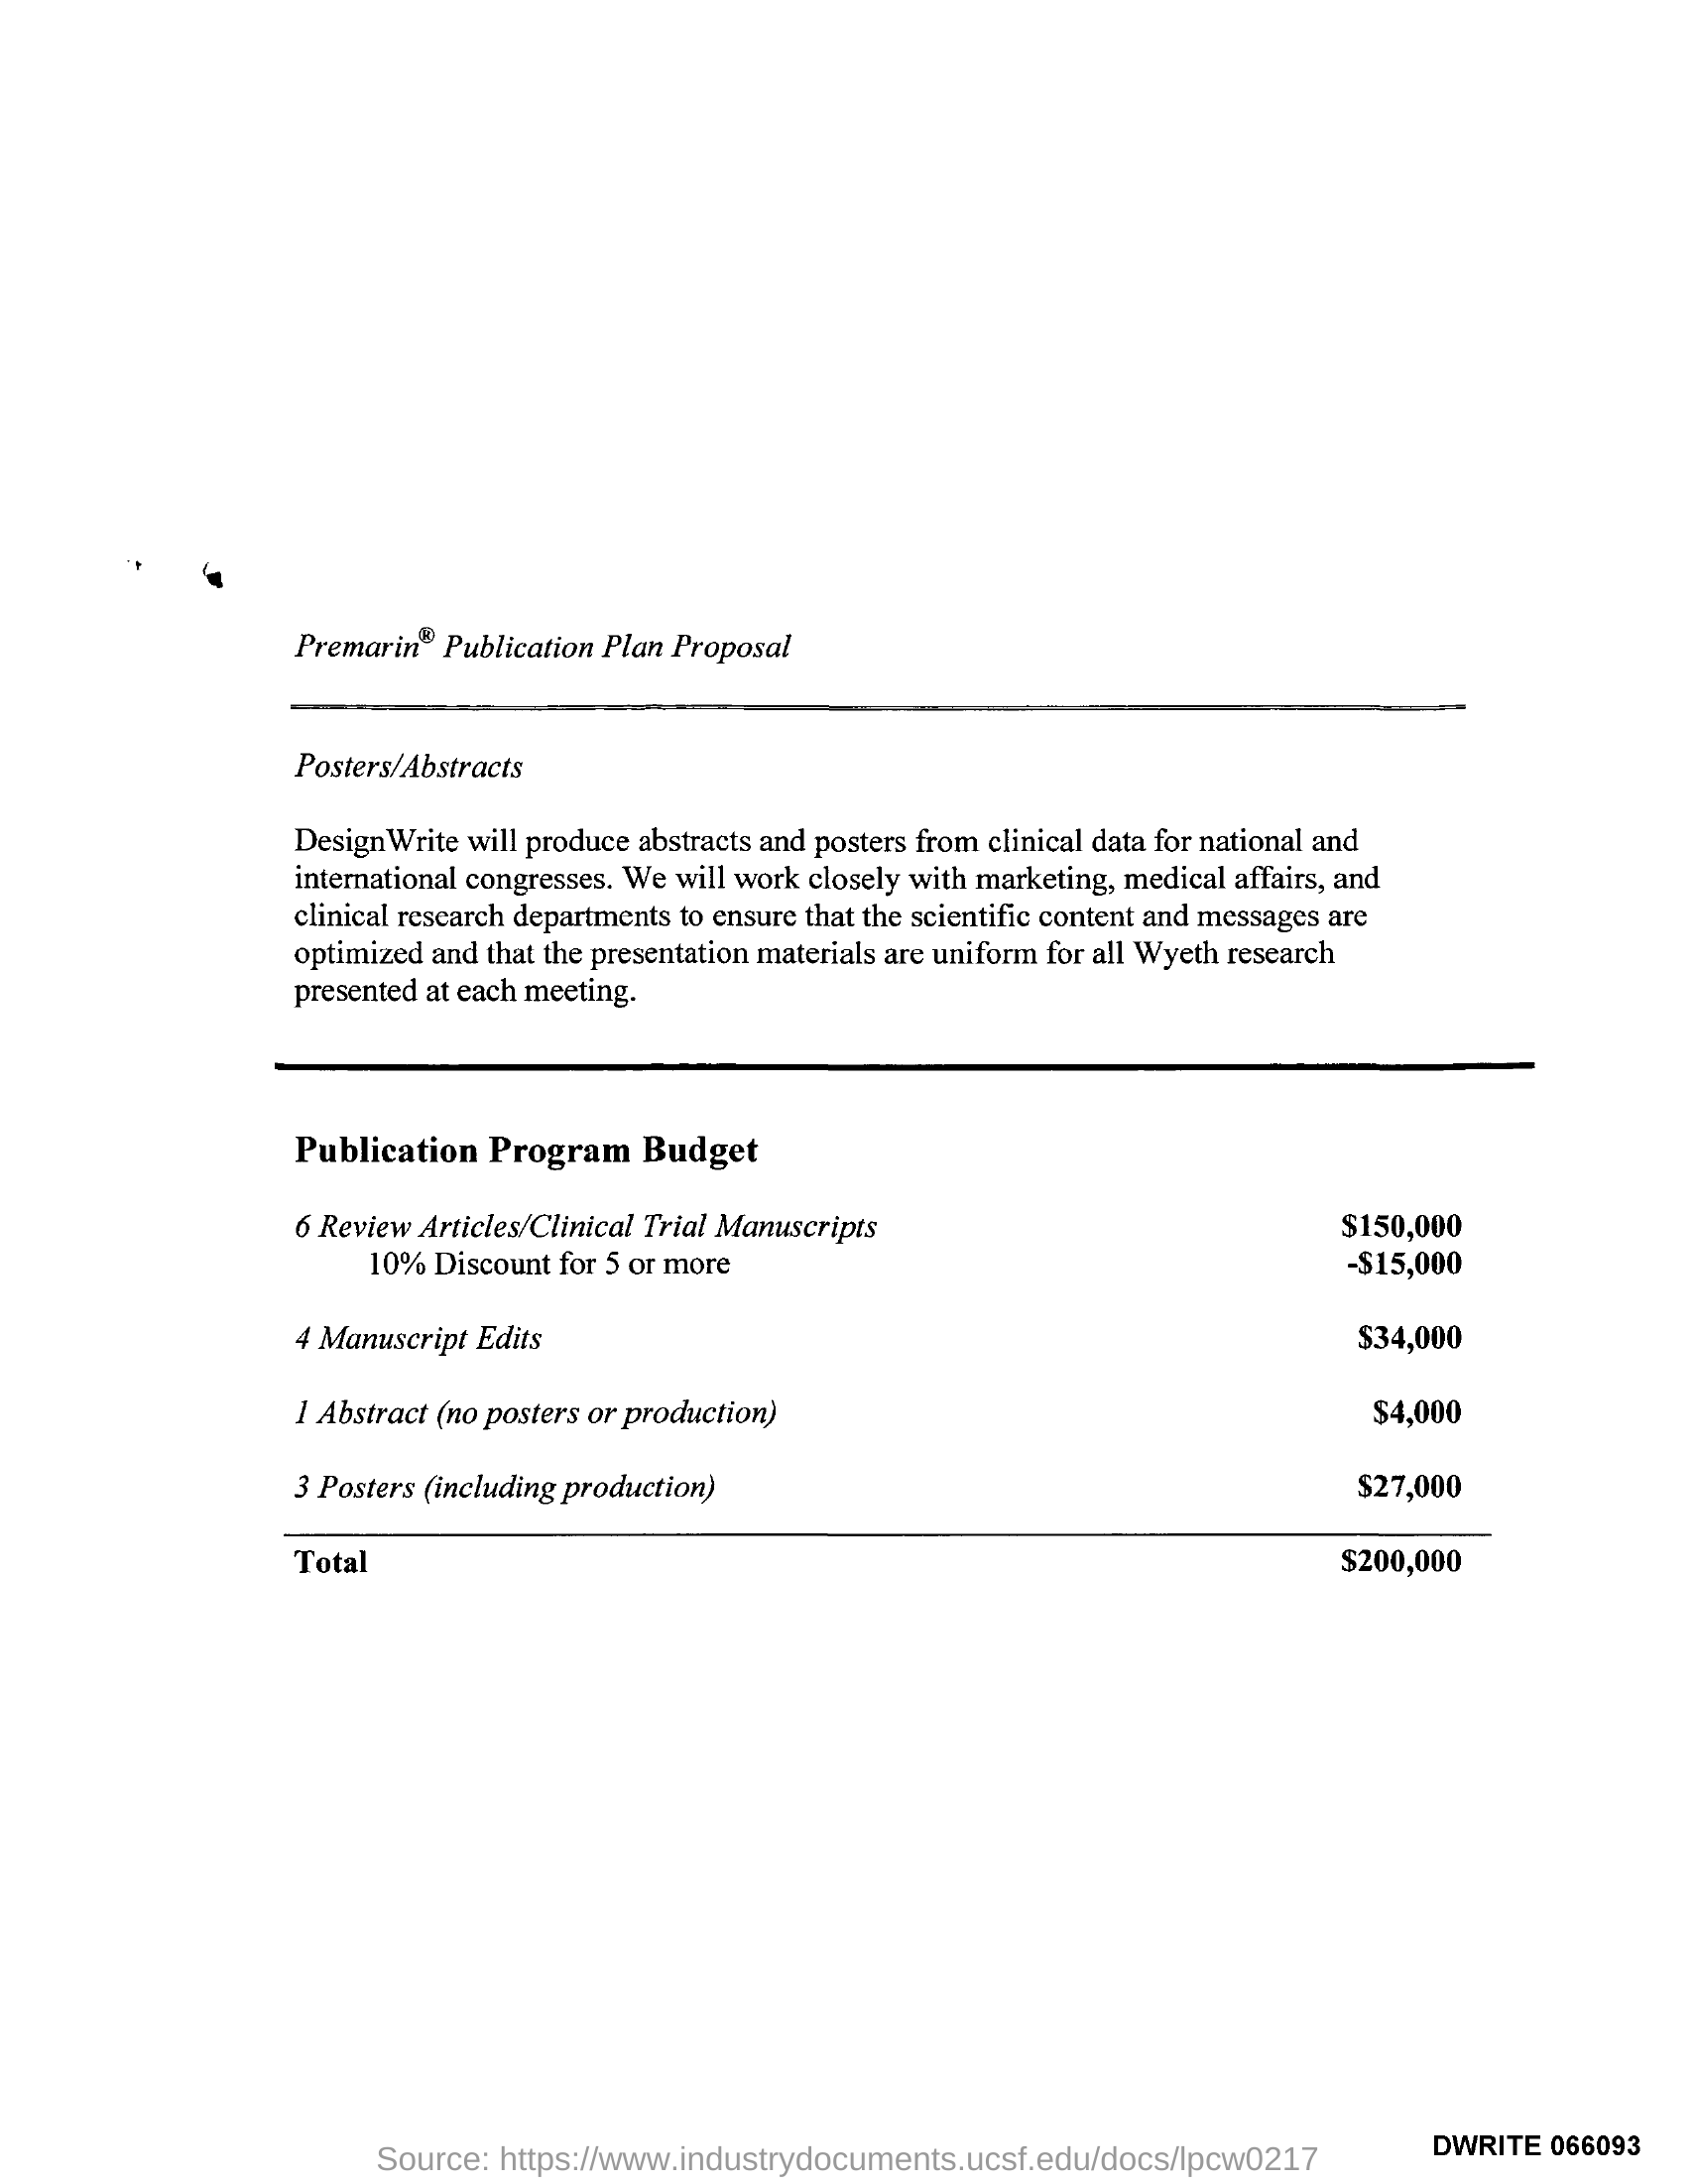 Premarin® Publication Plan Proposal
Posters/Abstracts
DesignWrite will produce abstracts and posters from clinical data for national and
international congresses. We will work closely with marketing, medical affairs, and
clinical research departments to ensure that the scientific content and messages are
optimized and that the presentation materials are uniform for all Wyeth research
presented at each meeting.
Publication Program Budget
6 Review Articles/Clinical Trial Manuscripts $150,000
10% Discount for 5 or more -$15,000
4 Manuscript Edits $34,000
1 Abstract (no posters or production) $4,000
3 Posters (including production) $27,000
Total $200,000
DWRITE 066093
Source: https://www.industrydocuments.ucsf.edu/docs/lpcw0217